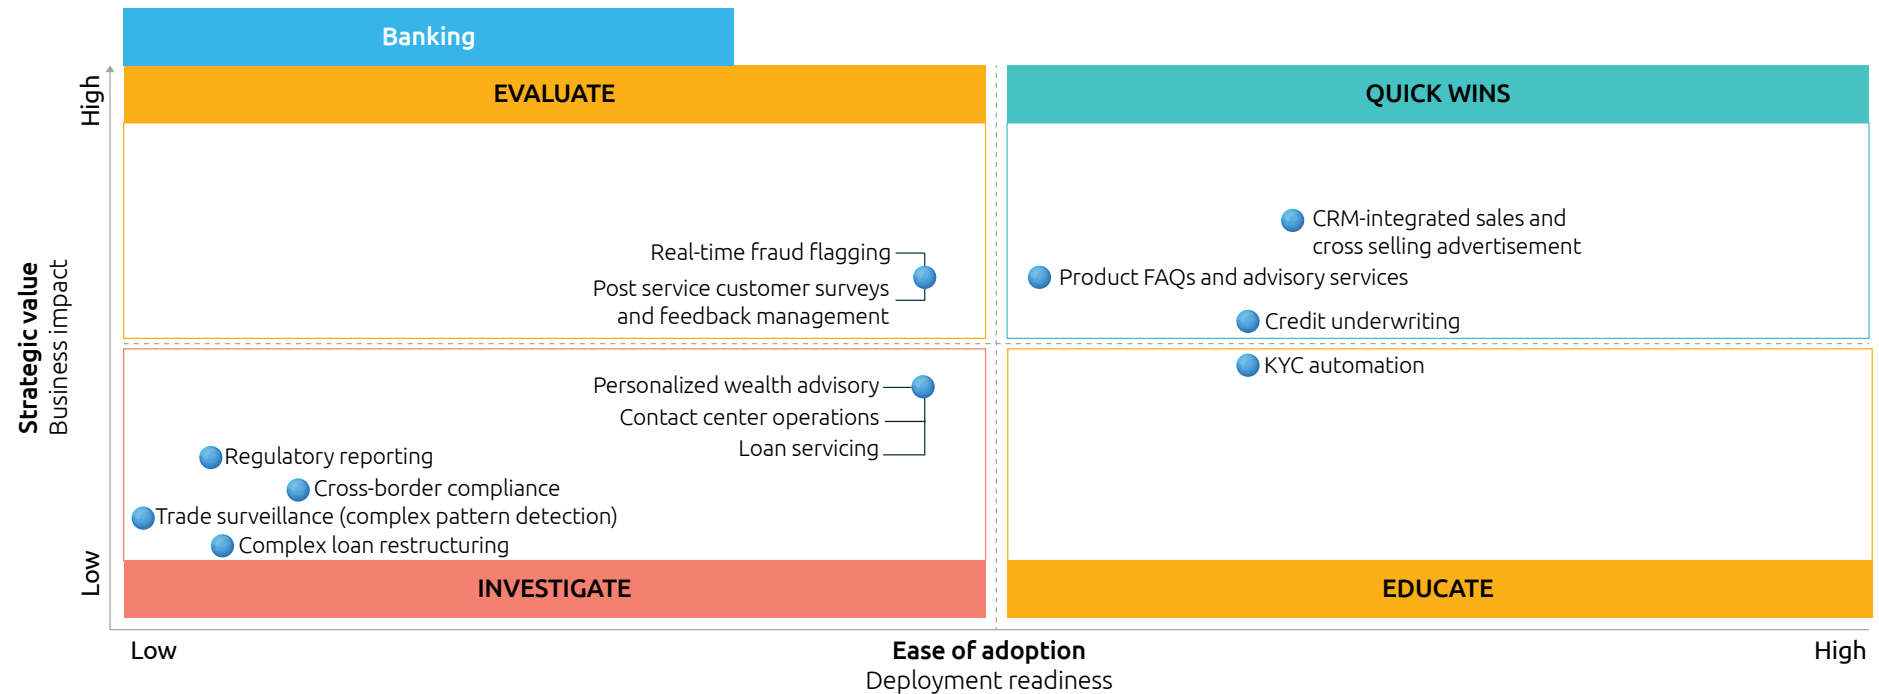 Banking
EVALUATE
QUICK WINS
High
Strategic value
Business impact
Low
Real-time fraud flagging
Post service customer surveys
and feedback management
CRM-integrated sales and
cross selling advertisement
Product FAQs and advisory services
Credit underwriting
Personalized wealth advisory
Contact center operations
Loan servicing
Regulatory reporting
Cross-border compliance
Trade surveillance (complex pattern detection)
Complex loan restructuring
KYC automation
INVESTIGATE
EDUCATE
Low
Ease of adoption
Deployment readiness
High